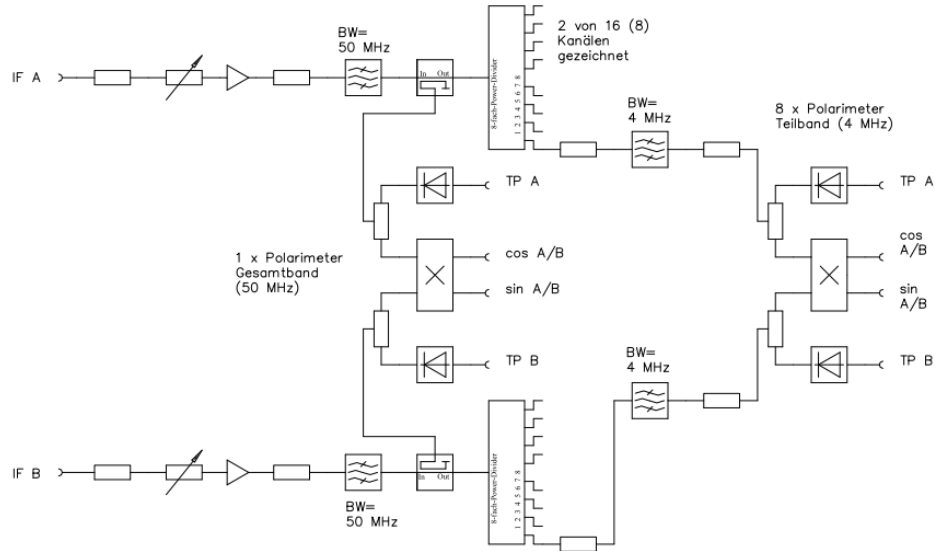 BW=
50 MHz
2 von 16 (8)
Kanälen
gezeichnet
IF A
In Out
8-fach-Power-Divider
1 2 3 4 5 6 7 8
BW=
4 MHz
8 x Polarimeter
Teilband (4 MHz)
TP A
TP A
1 x Polarimeter
Gesamtband
(50 MHz)
cos A/B
sin A/B
cos
A/B
sin
A/B
TP B
TP B
BW=
4 MHz
IF B
In Out
8-fach-Power-Divider
1 2 3 4 5 6 7 8
BW=
50 MHz